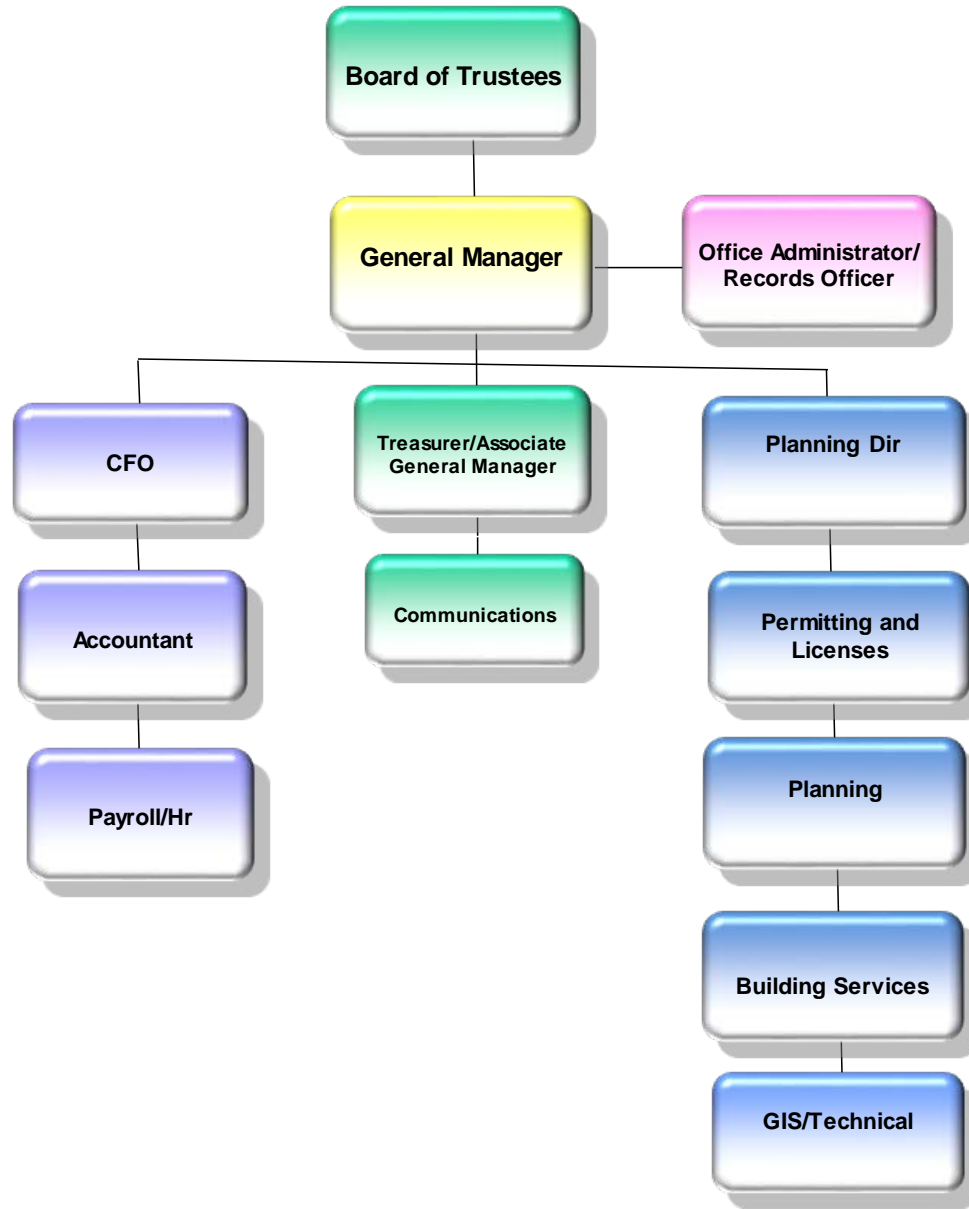 Board of Trustees
General Manager
Office Administrator/
Records Officer
CFO
Treasurer/Associate
General Manager
Planning Dir
Accountant
Communications
Permitting and
Licenses
Payroll/Hr
Planning
Building Services
GIS/Technical